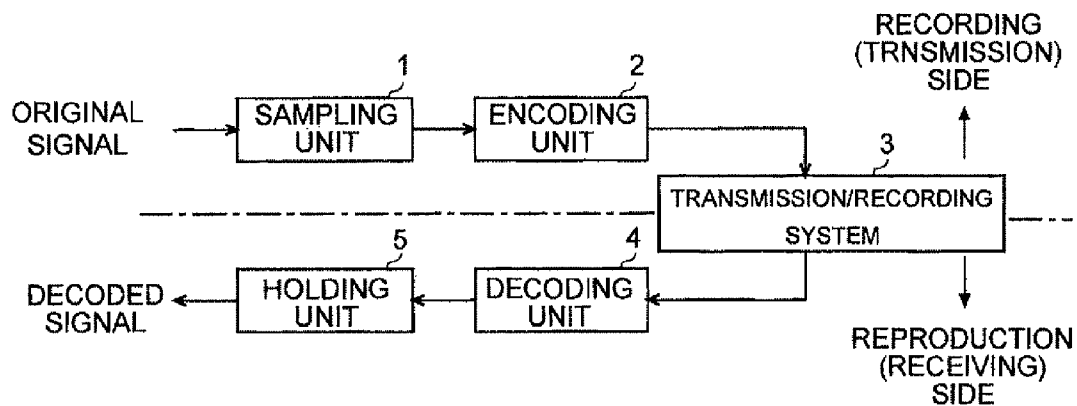 RECORDING
(TRNSMISSION)
SIDE
1
2
ORIGINAL
SIGNAL
SAMPLING
UNIT
ENCODING
UNIT
3
TRANSMISSION/RECORDING
SYSTEM
5
4
DECODED
SIGNAL
HOLDING
UNIT
DECODING
UNIT
REPRODUCTION
(RECEIVING)
SIDE